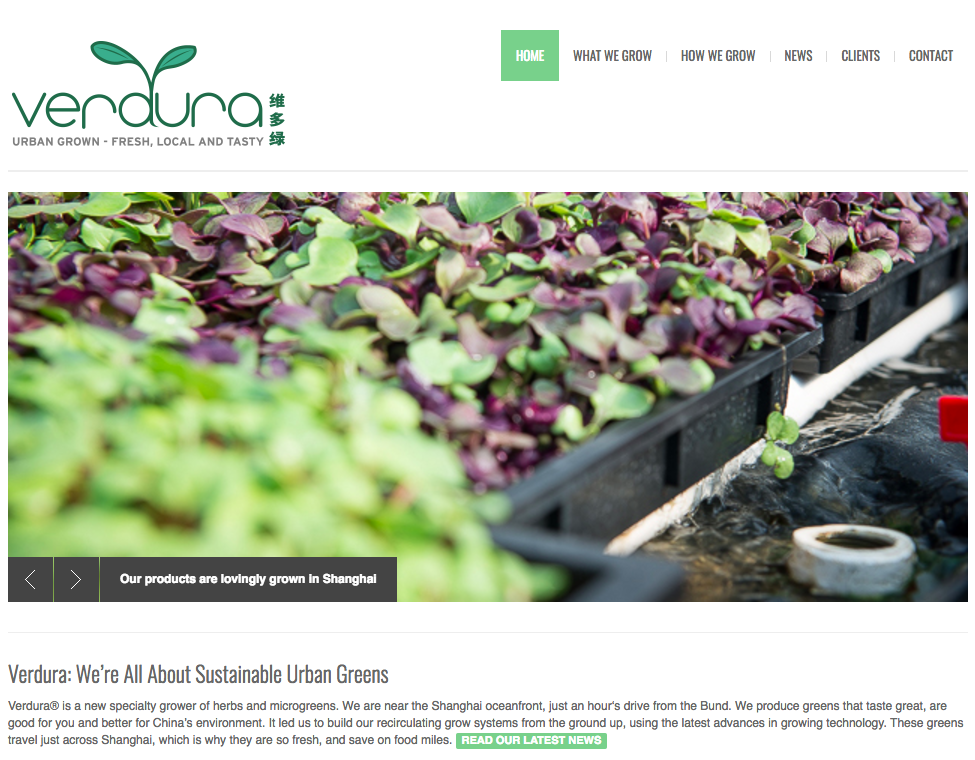 HOME
WHAT WE GROW
HOW WE GROW
NEWS
CLIENTS
CONTACT
verdura
维多绿
URBAN GROWN - FRESH, LOCAL AND TASTY
Our products are lovingly grown in Shanghai
Verdura: We’re All About Sustainable Urban Greens
Verdura® is a new specialty grower of herbs and microgreens. We are near the Shanghai oceanfront, just an hour's drive from the Bund. We produce greens that taste great, are
good for you and better for China’s environment. It led us to build our recirculating grow systems from the ground up, using the latest advances in growing technology. These greens
travel just across Shanghai, which is why they are so fresh, and save on food miles. READ OUR LATEST NEWS